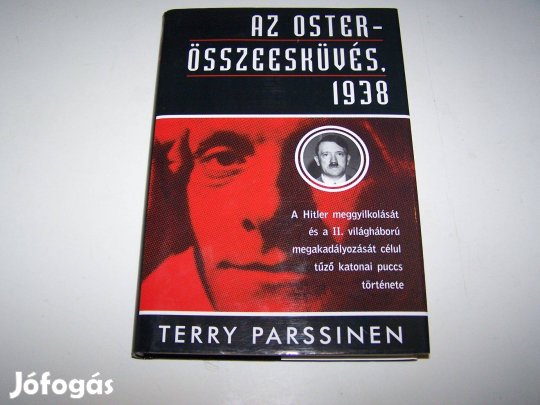 AZ OSTER-
ÖSSZEESKÜVÉS,
1938
A Hitler meggyilkolását
és a II. világháború
megakadályozását célul
tűző katonai puccs
története
TERRY PARSSINEN
Jófogás